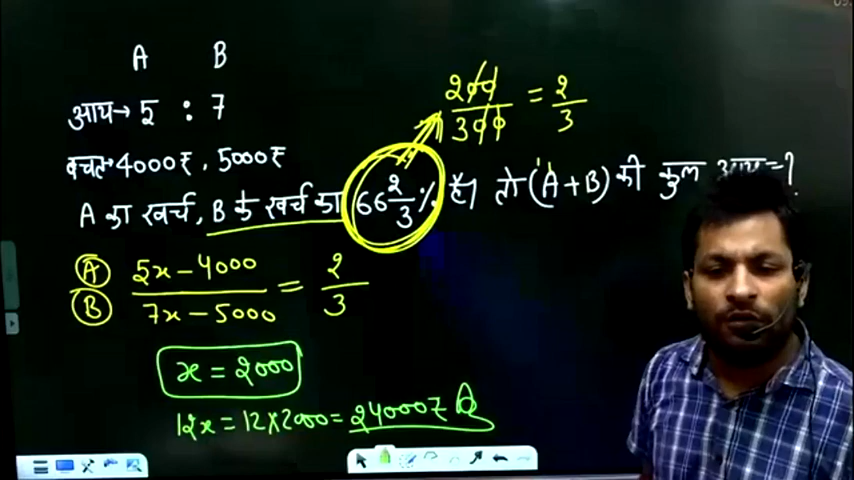 A B
आय→ 5 : 7
बचत→ 4000₹, 5000₹
200/300 = 2/3
A का खर्च, B के खर्च का 66 2/3 % है। तो (A+B) की कुल आय=?
(A) 5x - 4000 / (B) 7x - 5000 = 2/3
x = 2000
12x = 12×2000 = 24000₹